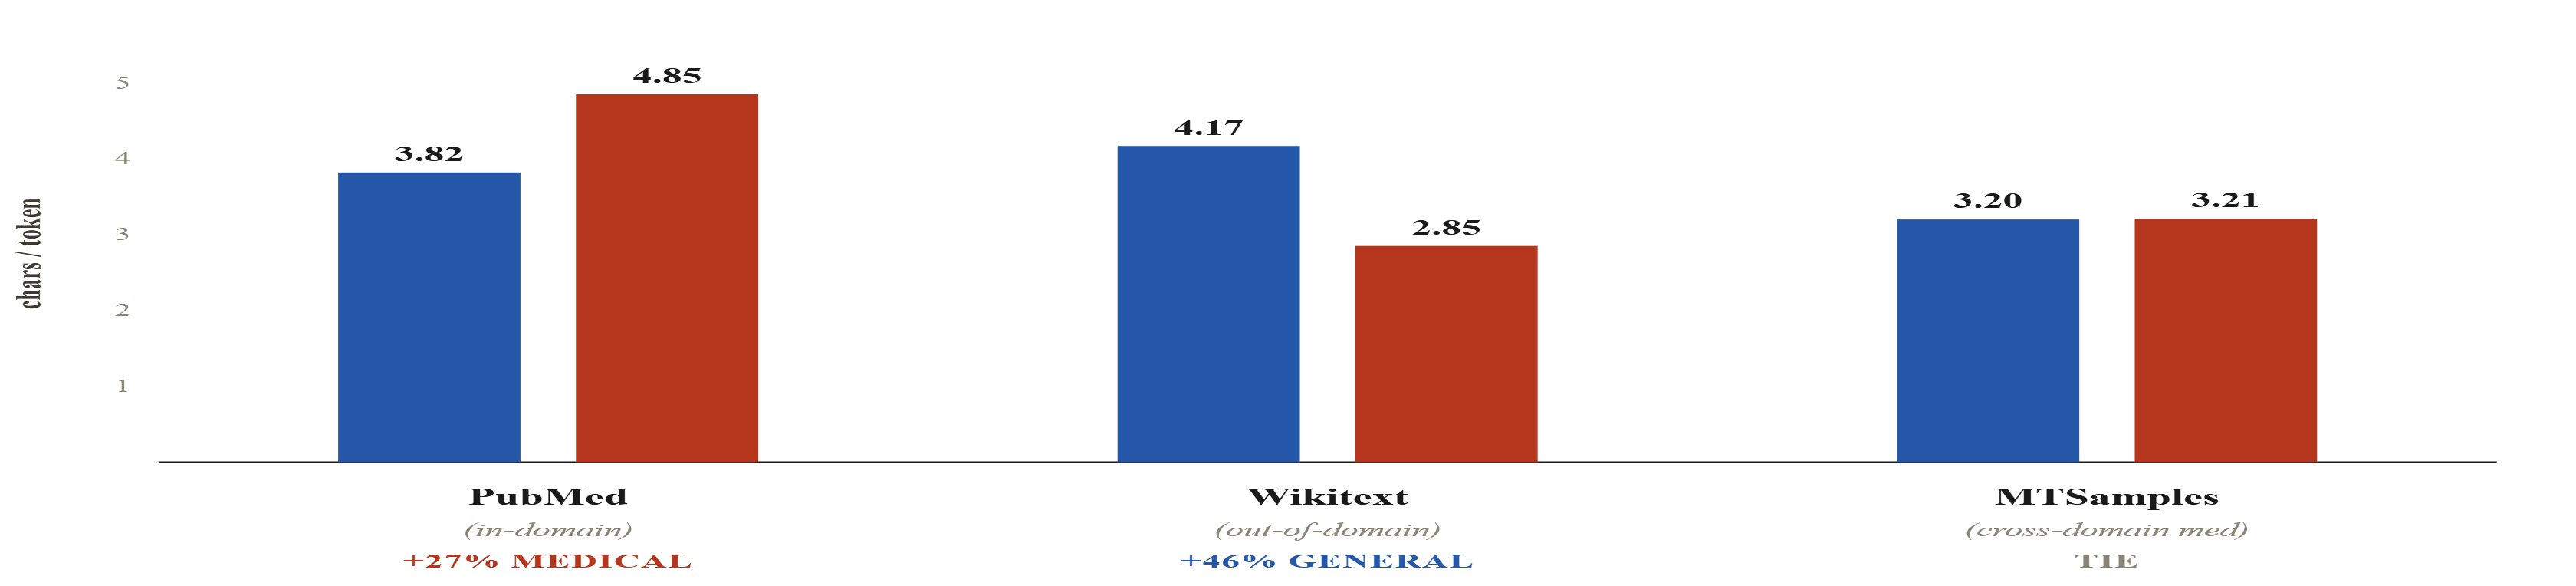 chars / token
5
4
3
2
1
3.82
4.85
4.17
2.85
3.20
3.21
PubMed
(in-domain)
+27% MEDICAL
Wikitext
(out-of-domain)
+46% GENERAL
MTSamples
(cross-domain med)
TIE